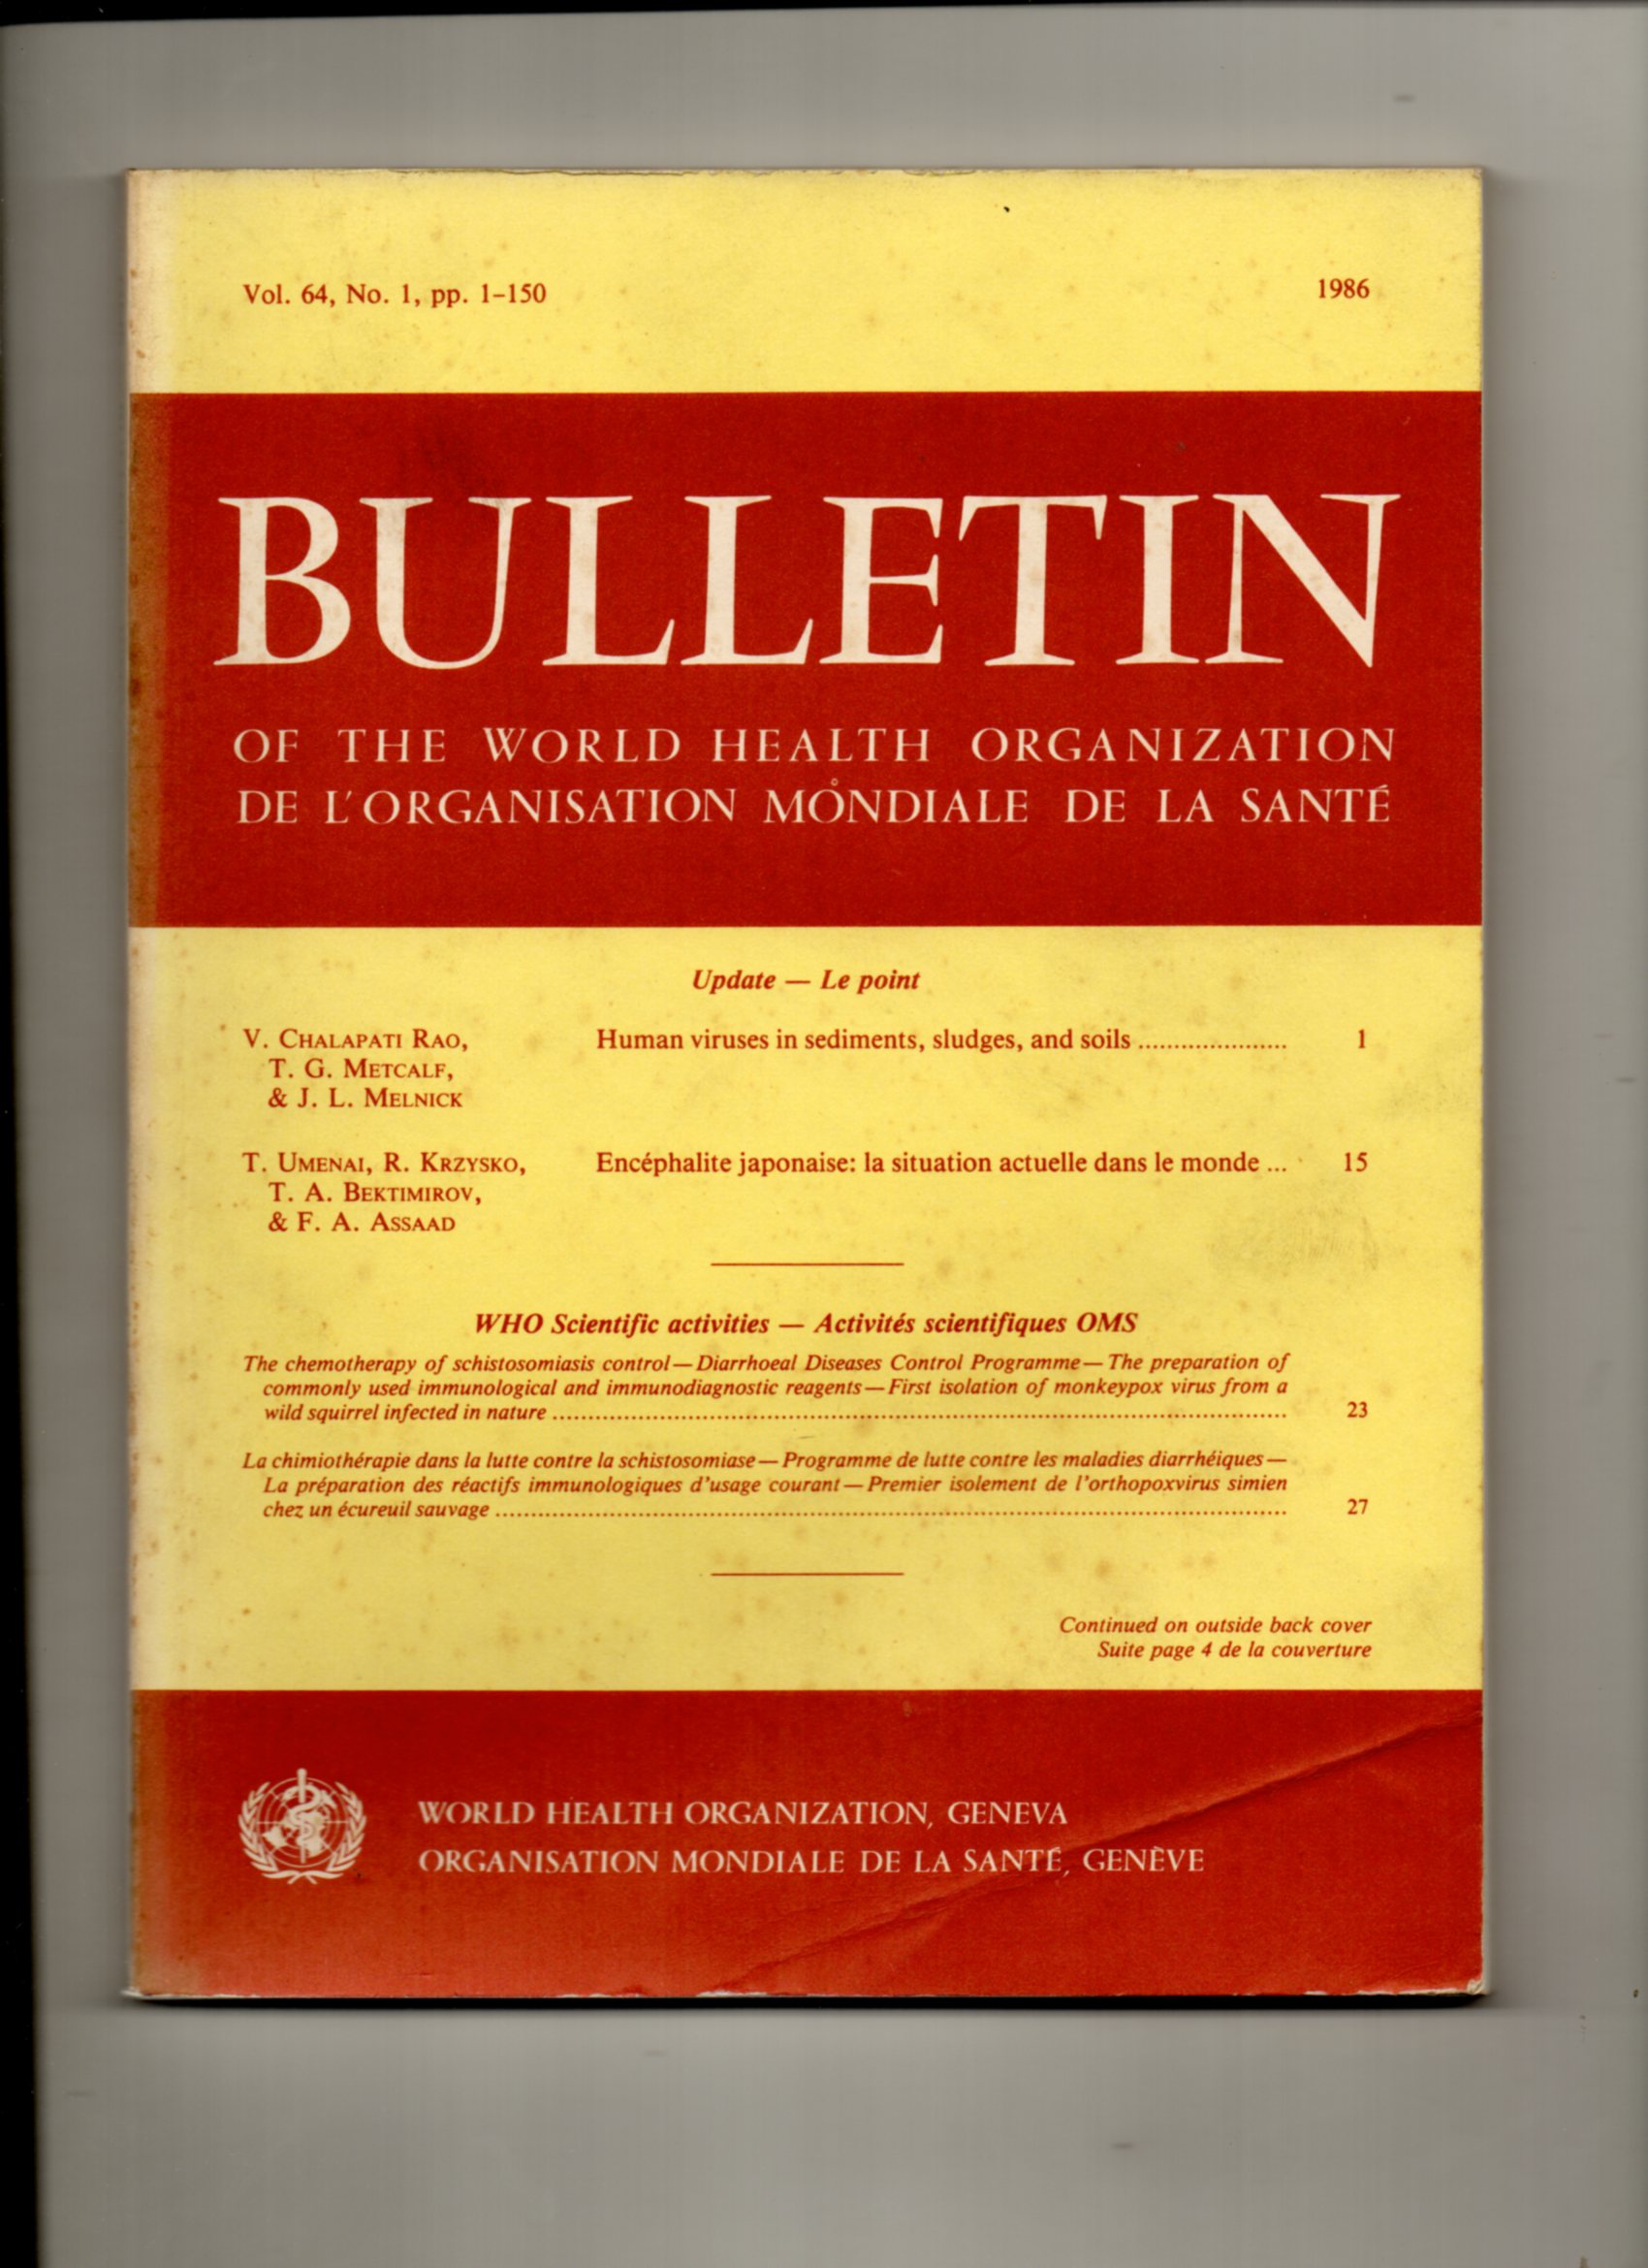 Vol. 64, No. 1, pp. 1-150 1986
BULLETIN
OF THE WORLD HEALTH ORGANIZATION
DE L'ORGANISATION MONDIALE DE LA SANTÉ
Update — Le point
V. CHALAPATI RAO, Human viruses in sediments, sludges, and soils ..................... 1
T. G. METCALF,
& J. L. MELNICK
T. UMENAI, R. KRZYSKO, Encéphalite japonaise: la situation actuelle dans le monde ... 15
T. A. BEKTIMIROV,
& F. A. ASSAAD
WHO Scientific activities — Activités scientifiques OMS
The chemotherapy of schistosomiasis control—Diarrhoeal Diseases Control Programme—The preparation of
commonly used immunological and immunodiagnostic reagents—First isolation of monkeypox virus from a
wild squirrel infected in nature ..................... 23
La chimiothérapie dans la lutte contre la schistosomiase—Programme de lutte contre les maladies diarrhéiques—
La préparation des réactifs immunologiques d'usage courant—Premier isolement de l'orthopoxvirus simien
chez un écureuil sauvage ..................... 27
Continued on outside back cover
Suite page 4 de la couverture
WORLD HEALTH ORGANIZATION, GENEVA
ORGANISATION MONDIALE DE LA SANTÉ, GENÈVE